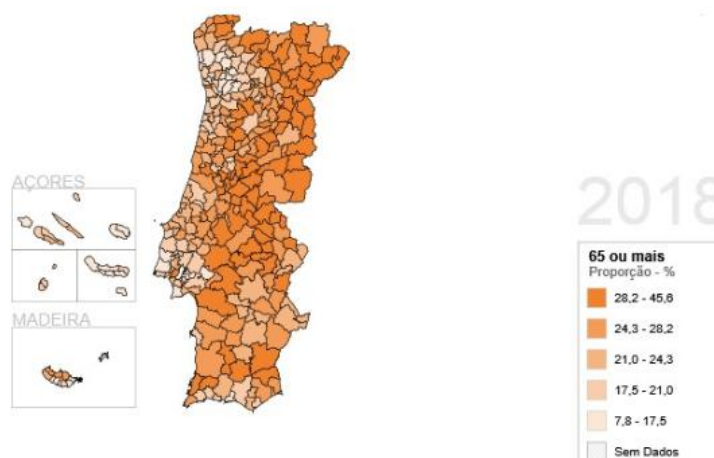 AÇORES
MADEIRA
2018
65 ou mais
Proporção - %
28,2 - 45,6
24,3 - 28,2
21,0 - 24,3
17,5 - 21,0
7,8 - 17,5
Sem Dados